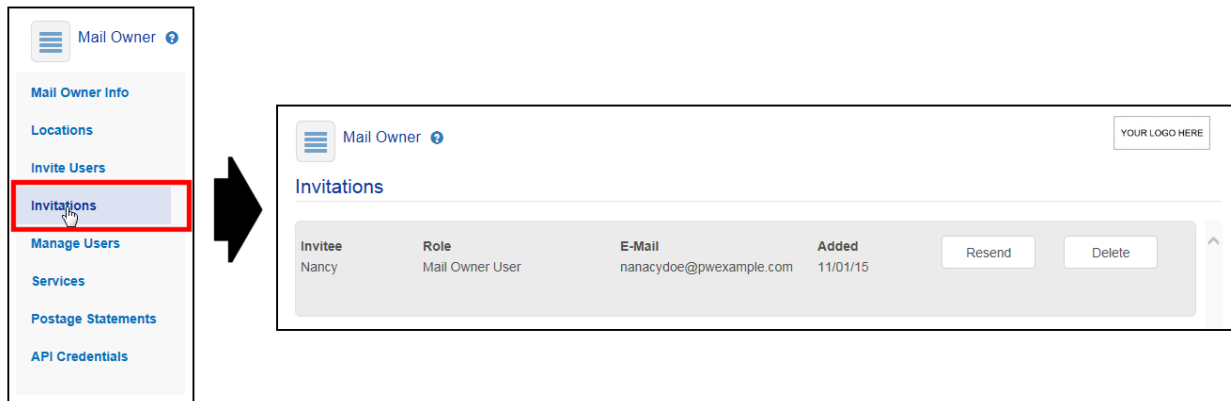 Mail Owner ?
Mail Owner Info
Locations
Invite Users
Invitations
Manage Users
Services
Postage Statements
API Credentials
Mail Owner ?
YOUR LOGO HERE
Invitations
Invitee Role E-Mail Added
Nancy Mail Owner User nanacydoe@pwexample.com 11/01/15
Resend Delete